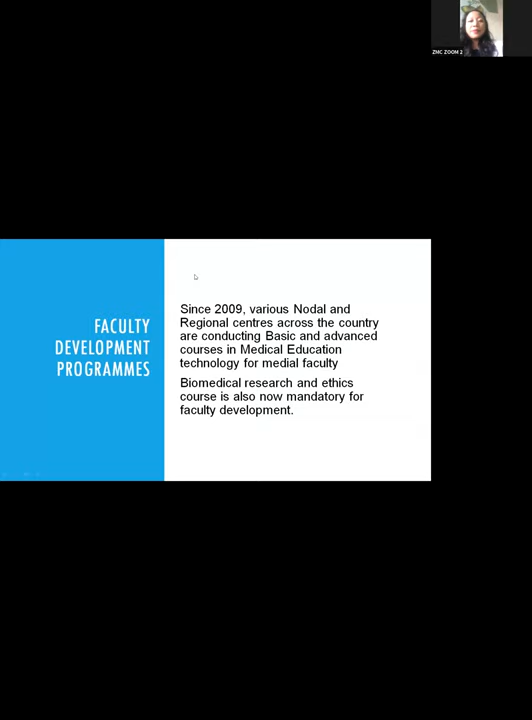 ZMC ZOOM 2
FACULTY
DEVELOPMENT
PROGRAMMES
Since 2009, various Nodal and
Regional centres across the country
are conducting Basic and advanced
courses in Medical Education
technology for medial faculty
Biomedical research and ethics
course is also now mandatory for
faculty development.